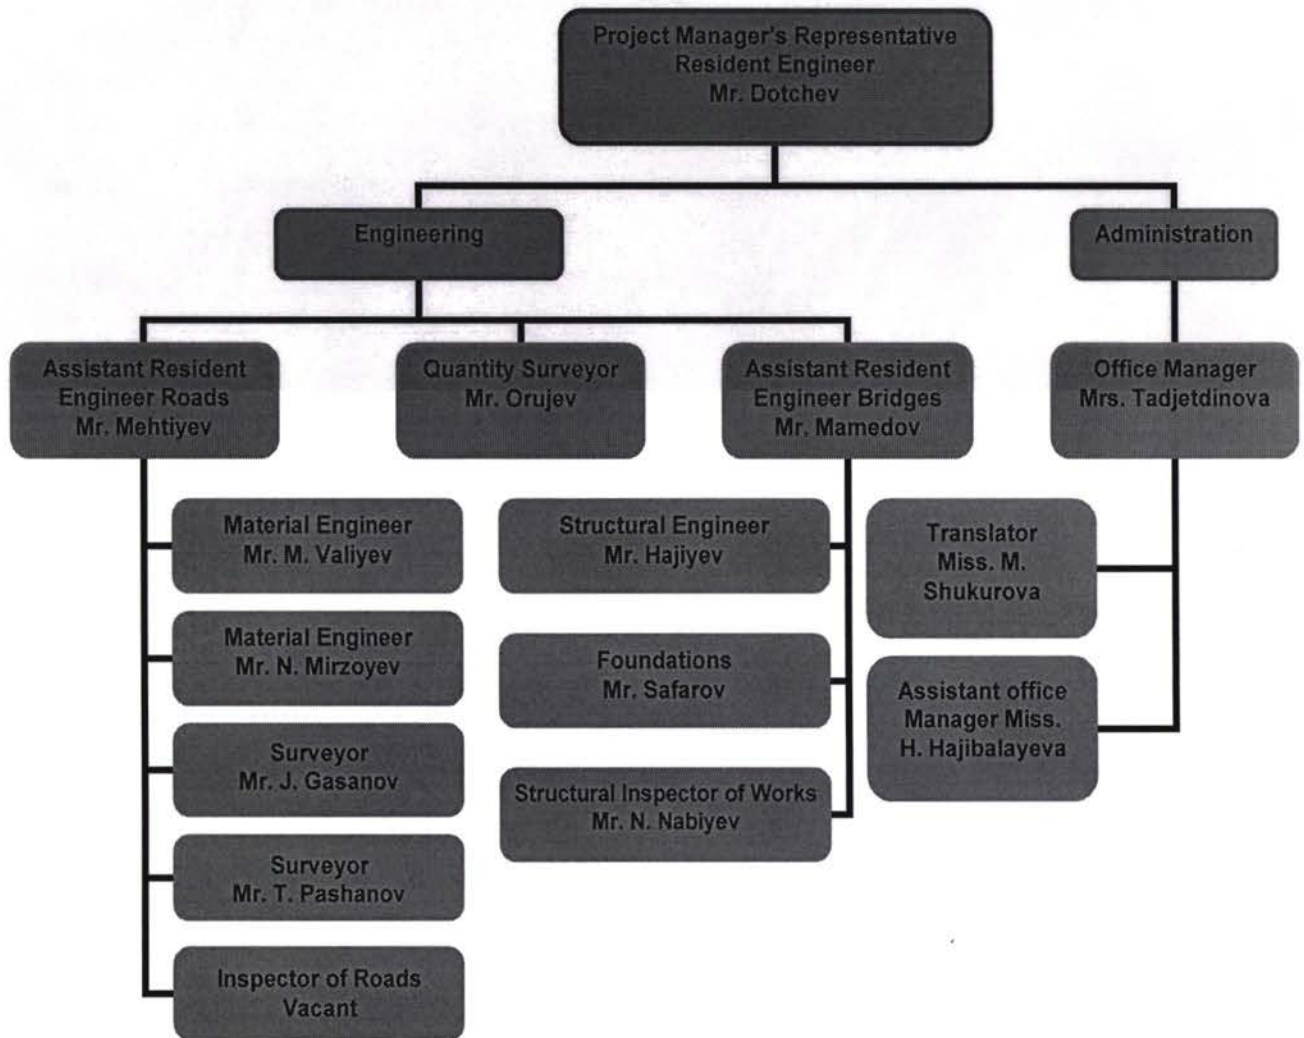 Project Manager's Representative
Resident Engineer
Mr. Dotchev
Engineering
Administration
Assistant Resident
Engineer Roads
Mr. Mehtiyev
Quantity Surveyor
Mr. Orujev
Assistant Resident
Engineer Bridges
Mr. Mamedov
Office Manager
Mrs. Tadjetdinova
Material Engineer
Mr. M. Valiyev
Material Engineer
Mr. N. Mirzoyev
Surveyor
Mr. J. Gasanov
Surveyor
Mr. T. Pashanov
Inspector of Roads
Vacant
Structural Engineer
Mr. Hajiyev
Foundations
Mr. Safarov
Structural Inspector of Works
Mr. N. Nabiyev
Translator
Miss. M.
Shukurova
Assistant office
Manager Miss.
H. Hajibalayeva